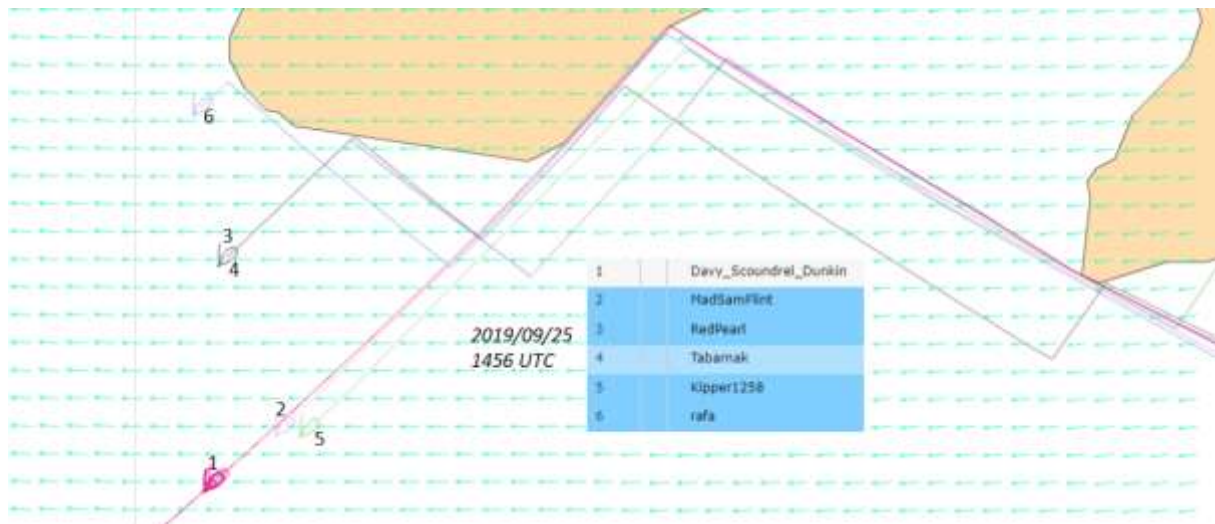 6
3
4
1 Davy_Scoundrel_Dunkin
2 MadSamFlint
3 RedPearl
4 Tabarnak
5 Kipper1258
6 rafa
2019/09/25
1456 UTC
2
5
1